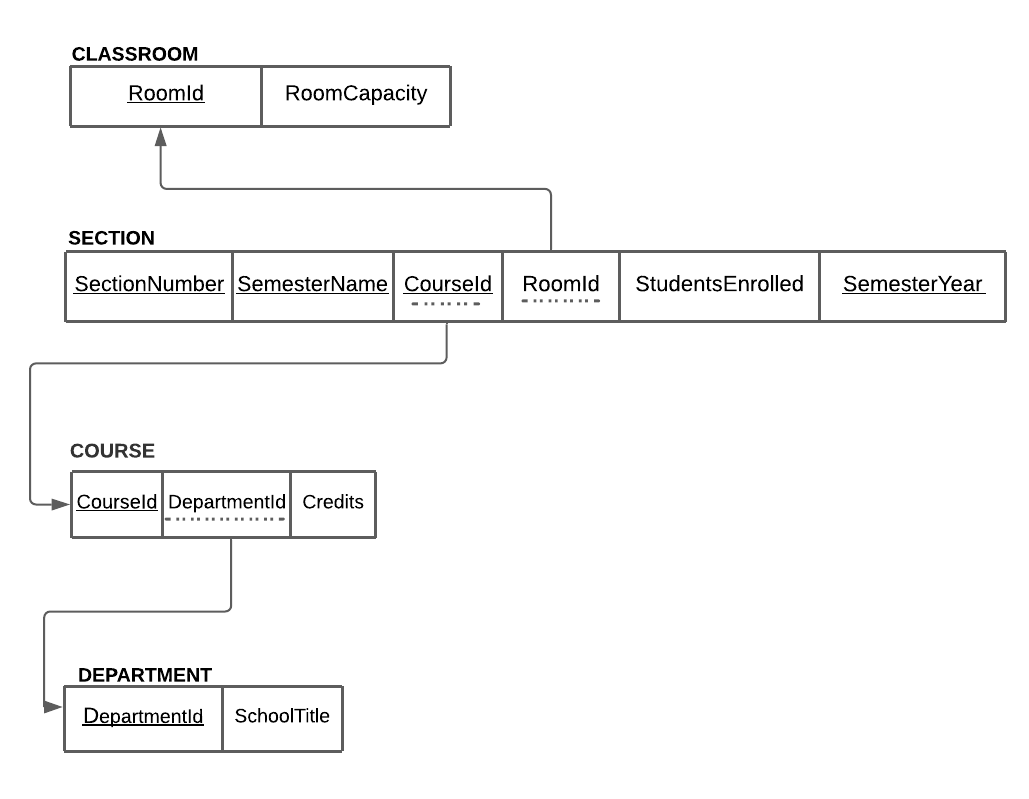 CLASSROOM
RoomId RoomCapacity
SECTION
SectionNumber SemesterName CourseId RoomId StudentsEnrolled SemesterYear
COURSE
CourseId DepartmentId Credits
DEPARTMENT
DepartmentId SchoolTitle